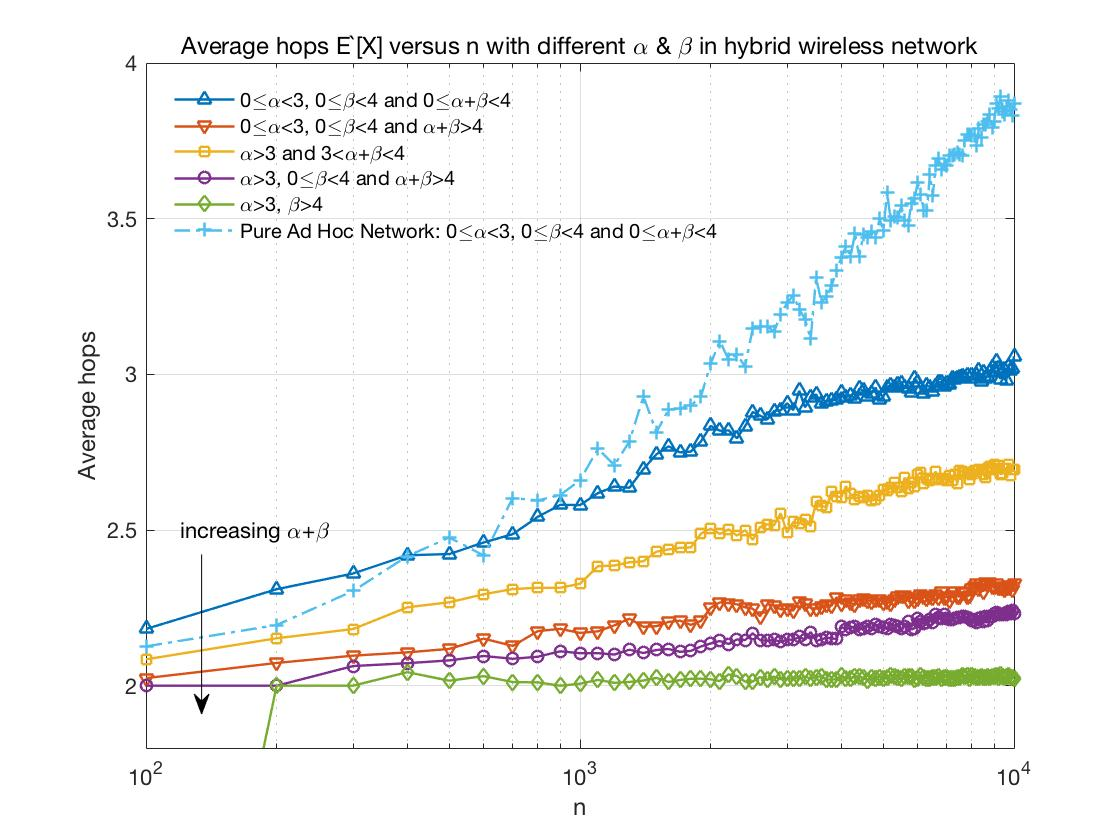 Average hops E`[X] versus n with different α & β in hybrid wireless network
4
3.5
3
2.5
2
Average hops
0≤α<3, 0≤β<4 and 0≤α+β<4
0≤α<3, 0≤β<4 and α+β>4
α>3 and 3<α+β<4
α>3, 0≤β<4 and α+β>4
α>3, β>4
Pure Ad Hoc Network: 0≤α<3, 0≤β<4 and 0≤α+β<4
increasing α+β
10² 10³ 10⁴
n